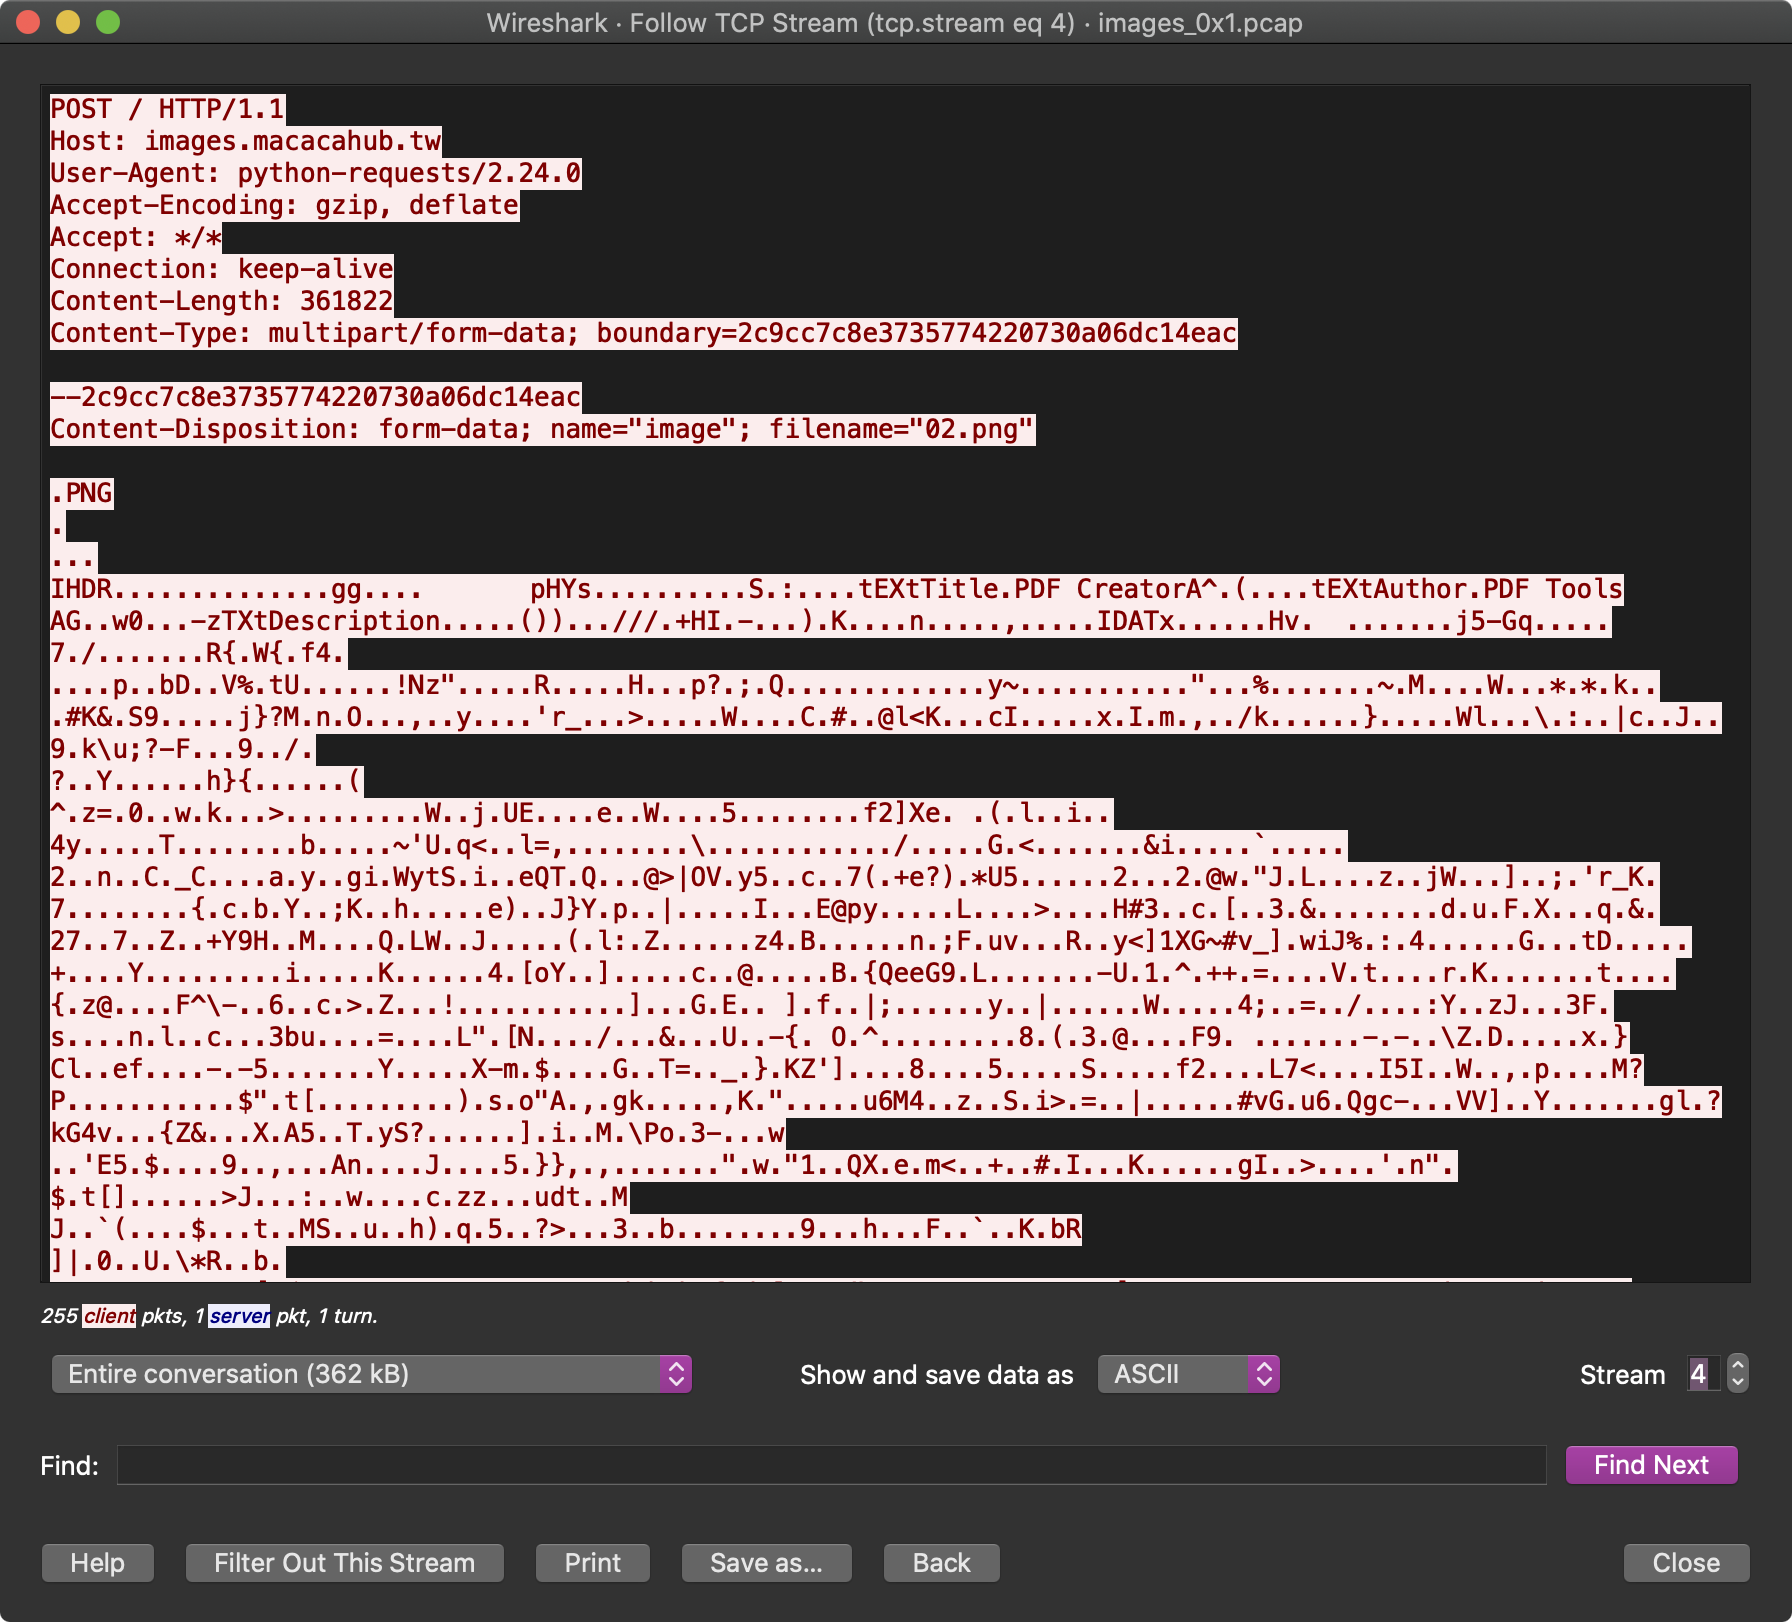 Wireshark · Follow TCP Stream (tcp.stream eq 4) · images_0x1.pcap
POST / HTTP/1.1
Host: images.macacahub.tw
User-Agent: python-requests/2.24.0
Accept-Encoding: gzip, deflate
Accept: */*
Connection: keep-alive
Content-Length: 361822
Content-Type: multipart/form-data; boundary=2c9cc7c8e3735774220730a06dc14eac
--2c9cc7c8e3735774220730a06dc14eac
Content-Disposition: form-data; name="image"; filename="02.png"
.PNG
.
...
IHDR..............gg....       pHYs..........S.:....tEXtTitle.PDF CreatorA^.(....tEXtAuthor.PDF Tools
AG..w0...-zTXtDescription.....())...///.+HI.-...).K....n.....,.....IDATx......Hv.  .......j5-Gq.....
7./.......R{.W{.f4.
....p..bD..V%.tU......!Nz".....R.....H...p?.;.Q.............y~..........."...%.......~.M....W...*.*.k..
.#K&.S9.....j}?M.n.O...,..y....'r_...>.....W....C.#..@l<K...cI.....x.I.m.,../k......}.....Wl...\.:..|c..J..
9.k\u;?-F...9../.
?..Y......h}{......(
^.z=.0..w.k...>.........W..j.UE....e..W....5........f2]Xe. .(.l..i..
4y.....T........b.....~'U.q<..l=,........\............/.....G.<.......&i.....`.....
2..n..C._C....a.y..gi.WytS.i..eQT.Q...@>|OV.y5..c..7(.+e?).*U5......2...2.@w."J.L....z..jW...]..;.'r_K.
7........{.c.b.Y..;K..h.....e)..J}Y.p..|.....I...E@py.....L....>....H#3..c.[..3.&........d.u.F.X...q.&.
27..7..Z..+Y9H..M....Q.LW..J.....(.l:.Z......z4.B......n.;F.uv...R..y<]1XG~#v_].wiJ%.:.4......G...tD.....
+....Y.........i.....K......4.[oY..].....c..@.....B.{QeeG9.L.......-U.1.^.++.=....V.t....r.K.......t....
{.z@....F^\-..6..c.>.Z...!...........]...G.E.. ].f..|;......y..|......W.....4;..=../....:Y..zJ...3F.
s....n.l..c...3bu....=....L".[N..../...&...U..-{. O.^.........8.(.3.@....F9. .......-.-..\Z.D.....x.}
Cl..ef....-.-5.......Y.....X-m.$....G..T=.._.}.KZ']....8....5.....S.....f2....L7<....I5I..W..,.p....M?
P...........$".t[.........).s.o"A.,.gk.....,K.".....u6M4..z..S.i>.=..|......#vG.u6.Qgc-...VV]..Y.......gl.?
kG4v...{Z&...X.A5..T.yS?......].i..M.\Po.3-...w
..'E5.$....9..,...An....J....5.}},.,.......".w."1..QX.e.m<..+..#.I...K......gI..>....'.n".
$.t[]......>J...:..w....c.zz...udt..M
J..`(....$...t..MS..u..h).q.5..?>...3..b........9...h...F..`..K.bR
]|.0..U.\*R..b.
255 client pkts, 1 server pkt, 1 turn.
Entire conversation (362 kB) Show and save data as ASCII Stream 4
Find: Find Next
Help Filter Out This Stream Print Save as... Back Close